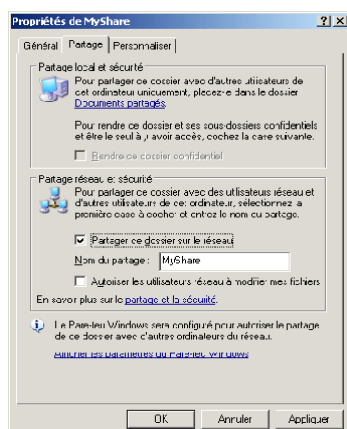 Propriétés de MyShare
Général Partage Personnaliser
Partage local et sécurité
Pour partager ce dossier avec d'autres utilisateurs de
cet ordinateur uniquement, placez-le dans le dossier
Documents partagés.
Pour rendre ce dossier et ses sous-dossiers confidentiels
et être le seul à y avoir accès, cochez la case suivante.
Rendre ce dossier confidentiel
Partage réseau et sécurité
Pour partager ce dossier avec des utilisateurs réseau et
d'autres utilisateurs de cet ordinateur, sélectionnez la
première case à cocher et entrez le nom du partage.
Partager ce dossier sur le réseau
Nom du partage : MyShare
Autoriser les utilisateurs réseau à modifier mes fichiers
En savoir plus sur le partage et la sécurité.
Le Pare-feu Windows sera configuré pour autoriser le partage
de ce dossier avec d'autres ordinateurs du réseau.
Afficher les paramètres du Pare-feu Windows
OK Annuler Appliquer